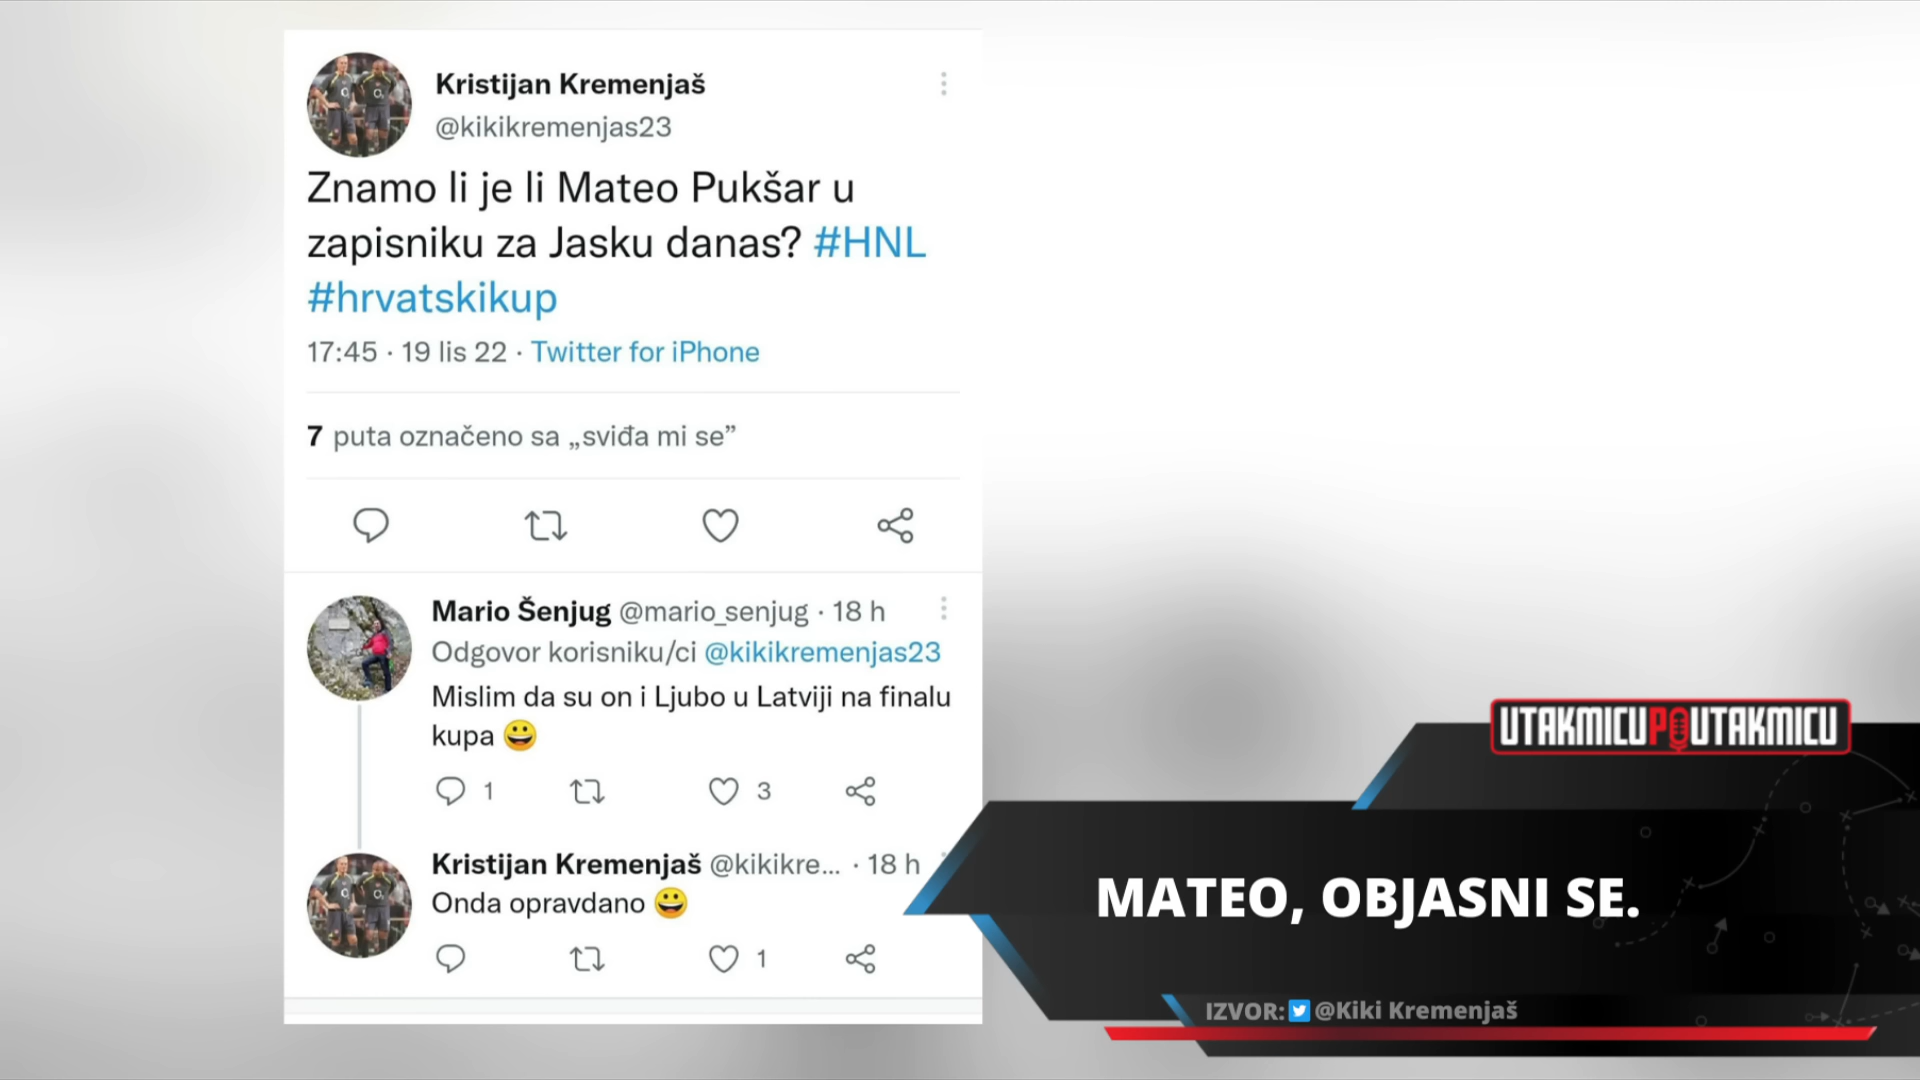 Kristijan Kremenjaš
@kikikremenjas23
Znamo li je li Mateo Pukšar u
zapisniku za Jasku danas? #HNL
#hrvatskikup
17:45 · 19 lis 22 · Twitter for iPhone
7 puta označeno sa „sviđa mi se”
Mario Šenjug @mario_senjug · 18 h
Odgovor korisniku/ci @kikikremenjas23
Mislim da su on i Ljubo u Latviji na finalu
kupa 😀
1 3
Kristijan Kremenjaš @kikikre... · 18 h
Onda opravdano 😀
1
UTAKMICU PO UTAKMICU
MATEO, OBJASNI SE.
IZVOR: @Kiki Kremenjaš